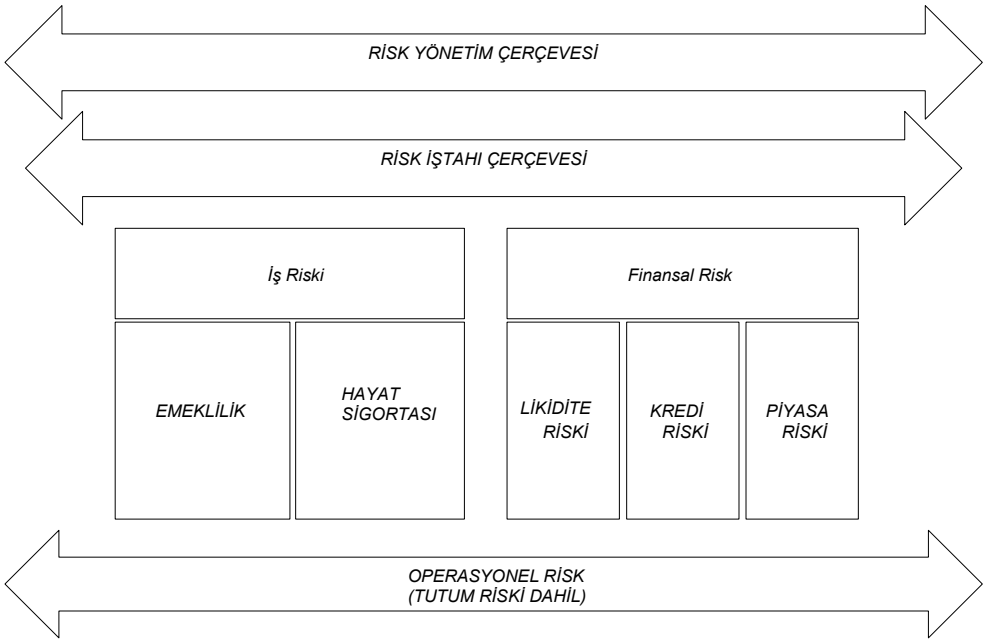 RİSK YÖNETİM ÇERÇEVESİ
RİSK İŞTAHI ÇERÇEVESİ
İş Riski
Finansal Risk
EMEKLİLİK
HAYAT
SİGORTASI
LİKİDİTE
RİSKİ
KREDİ
RİSKİ
PİYASA
RİSKİ
OPERASYONEL RİSK
(TUTUM RİSKİ DAHİL)